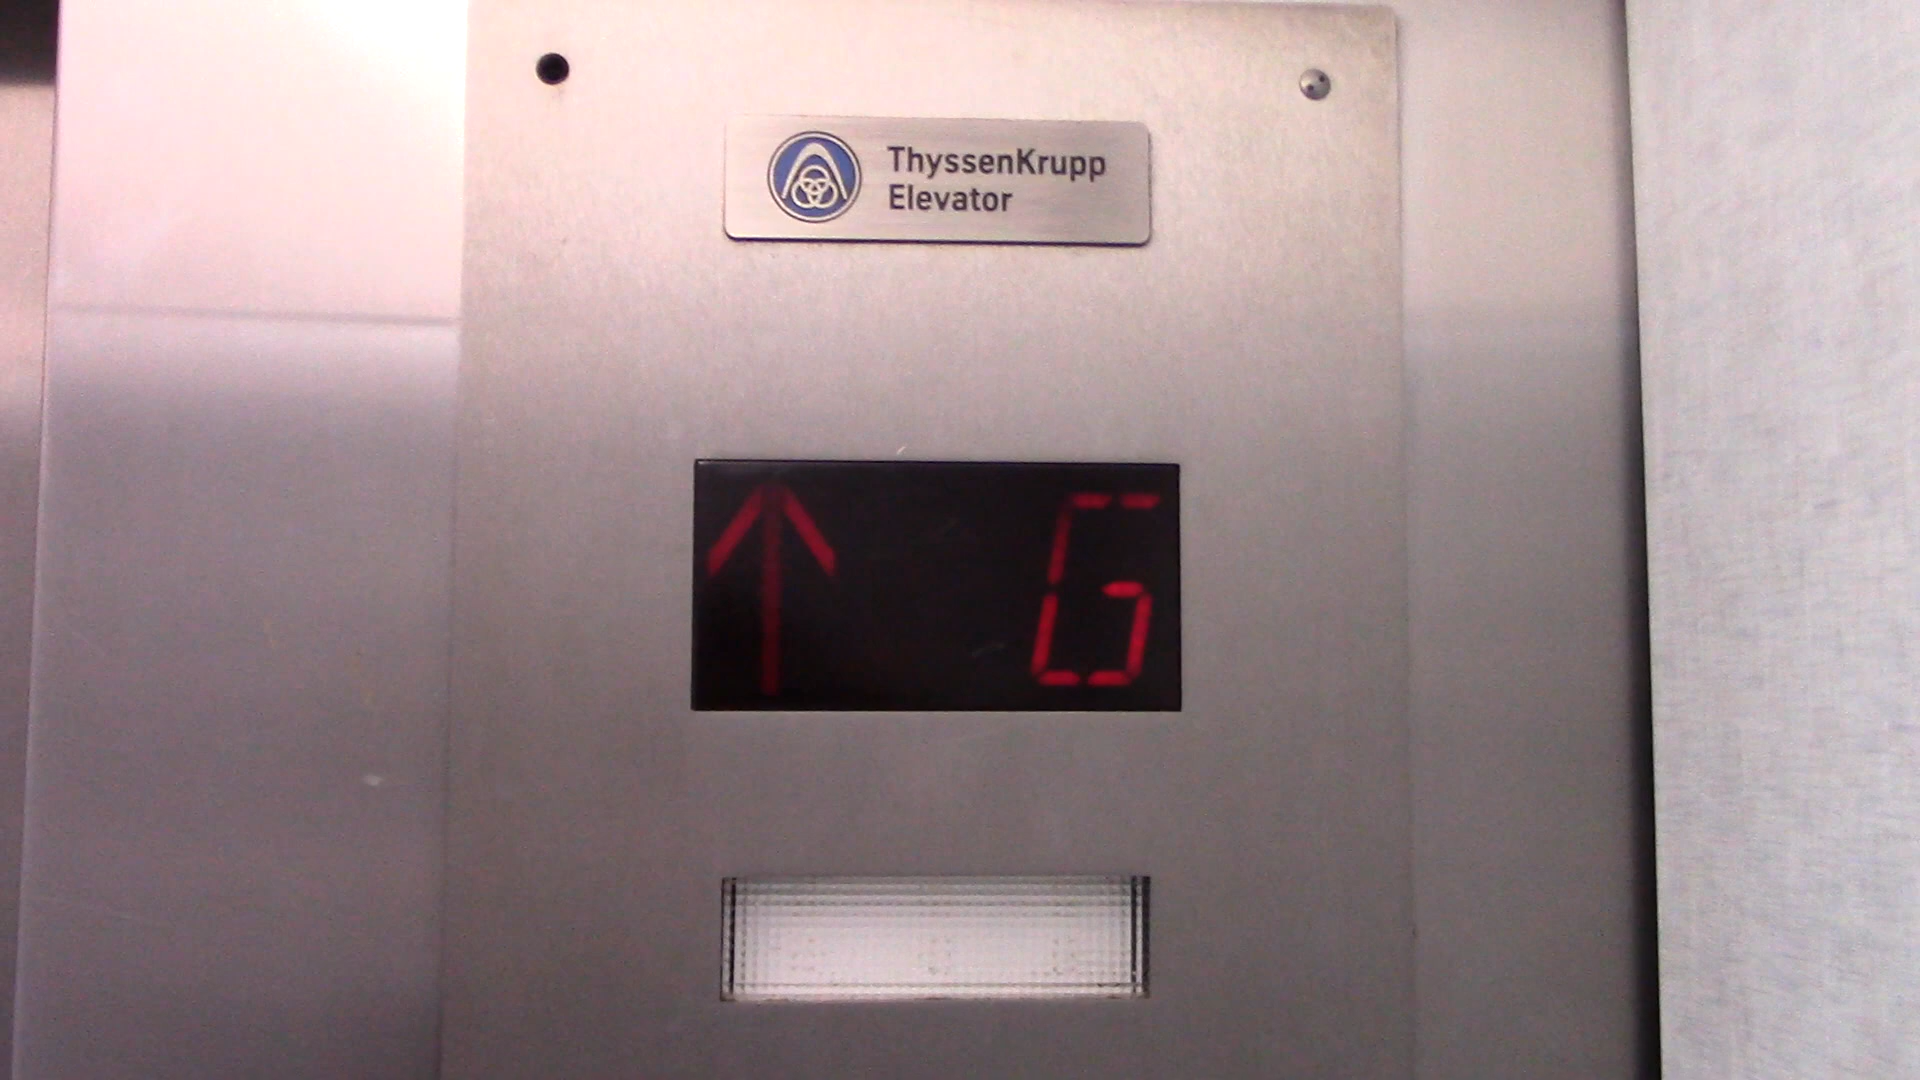 ThyssenKrupp
Elevator
↑ G